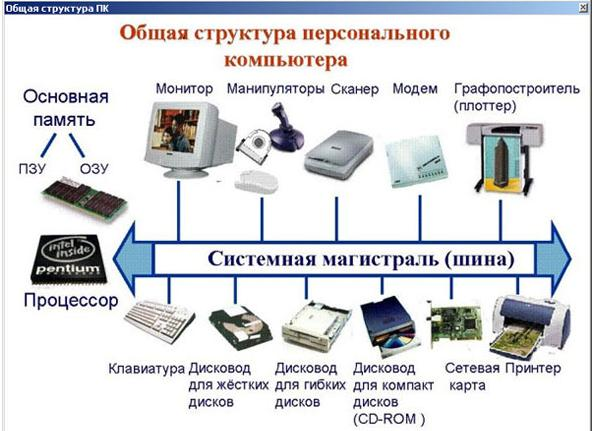 Общая структура ПК
Общая структура персонального
компьютера
Основная
память
ПЗУ ОЗУ
Монитор
Манипуляторы
Сканер
Модем
Графопостроитель
(плоттер)
intel
inside
pentium
Процессор
Системная магистраль (шина)
Клавиатура
Дисковод
для жёстких
дисков
Дисковод
для гибких
дисков
Дисковод
для компакт
дисков
(CD-ROM )
Сетевая
карта
Принтер